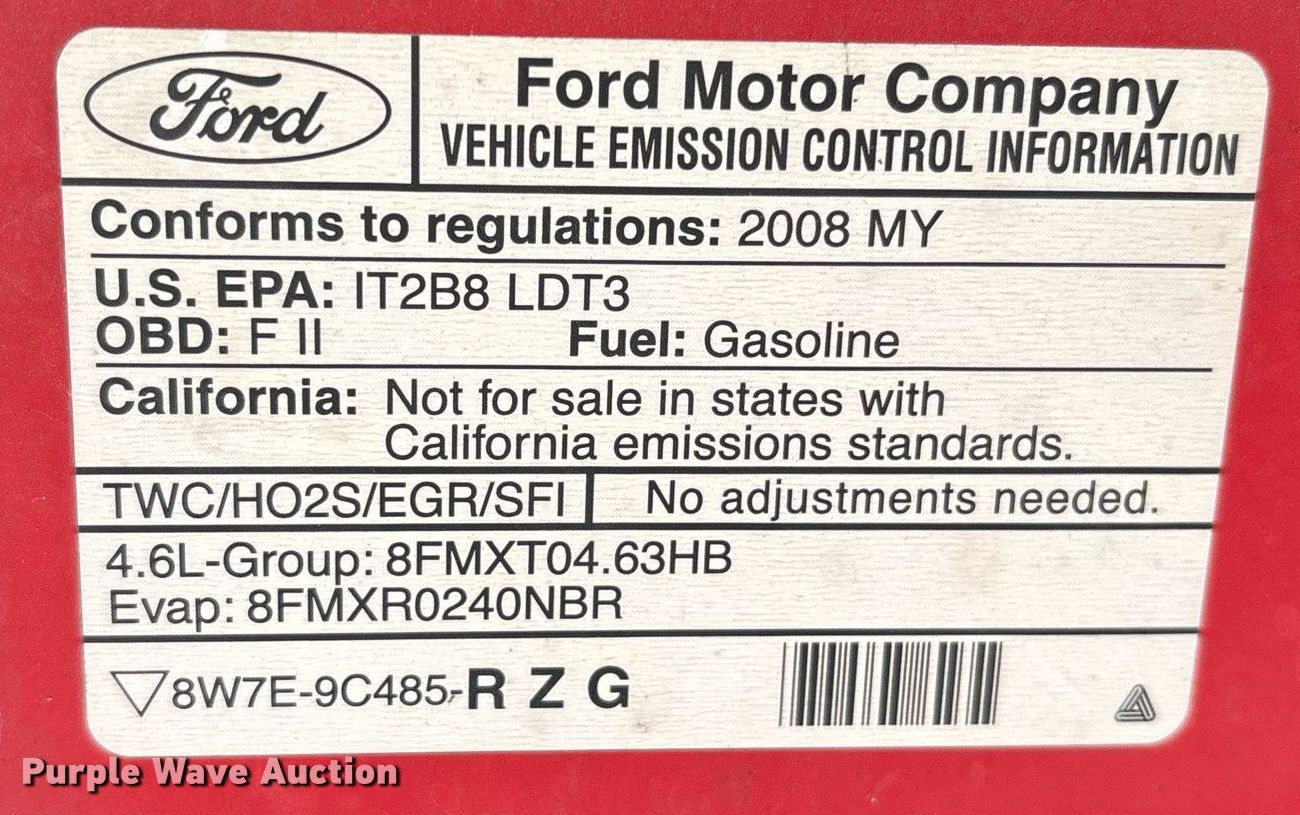 Ford
Ford Motor Company
VEHICLE EMISSION CONTROL INFORMATION
Conforms to regulations: 2008 MY
U.S. EPA: IT2B8 LDT3
OBD: F II Fuel: Gasoline
California: Not for sale in states with
California emissions standards.
TWC/HO2S/EGR/SFI No adjustments needed.
4.6L-Group: 8FMXT04.63HB
Evap: 8FMXR0240NBR
8W7E-9C485-R Z G
Purple Wave Auction